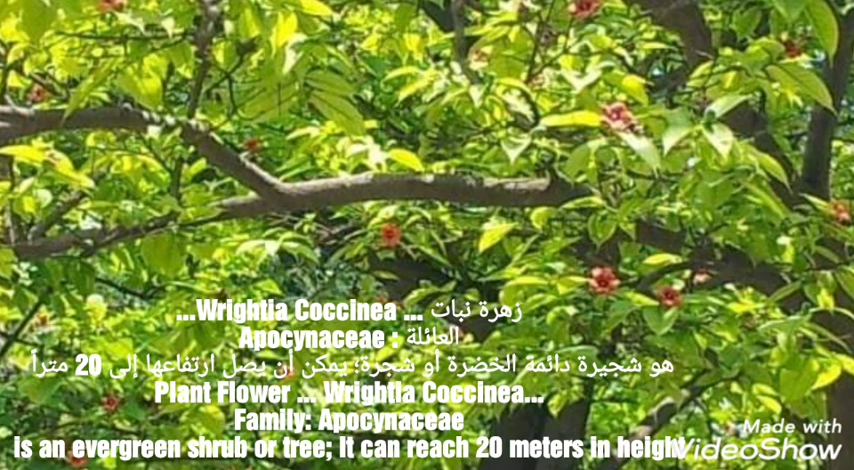 زهرة نبات ... Wrightia Coccinea...
العائلة : Apocynaceae
هو شجيرة دائمة الخضرة أو شجرة؛ يمكن أن يصل ارتفاعها إلى 20 متراً
Plant Flower ... Wrightia Coccinea...
Family: Apocynaceae
is an evergreen shrub or tree; It can reach 20 meters in height
Made with
VideoShow